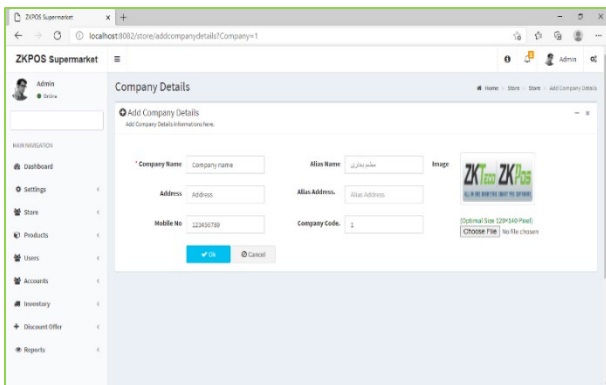 ZKPOS Supermarket
localhost:8082/store/addcompanydetails?Company=1
ZKPOS Supermarket
Admin
Admin
Online
Company Details
Home
Store
Store
Add Company Details
Add Company Details
Add Company Details Informations here.
MAIN NAVIGATION
Dashboard
Settings
Store
Products
Users
Accounts
Inventory
Discount Offer
Reports
* Company Name
Company name
Alias Name
Image
ZKTeco ZKPos
Address
Address
Alias Address.
Alias Address
Mobile No
123456789
Company Code.
1
(Optimal Size 120*140 Pixel)
Choose File No file chosen
Ok
Cancel